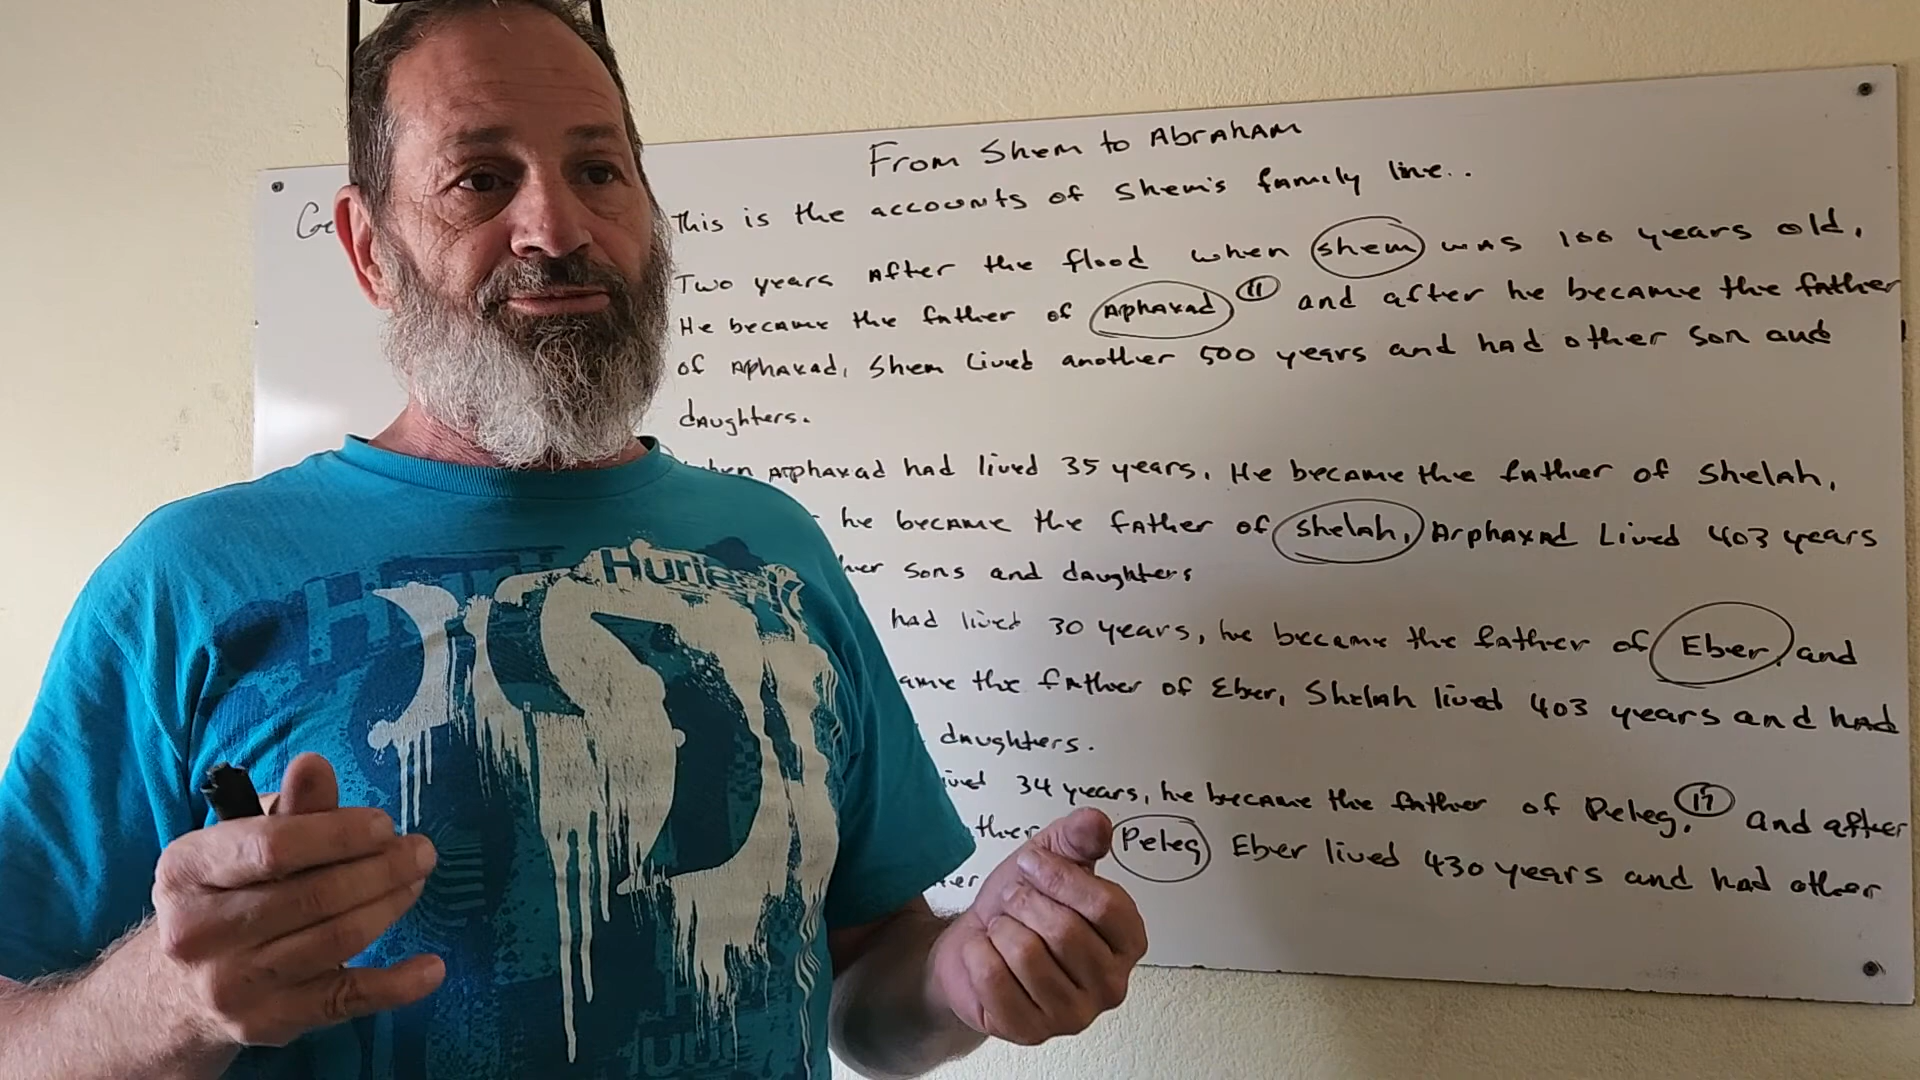 From Shem to Abraham
Ge
This is the accounts of Shem's family line..
Two years after the flood when Shem was 100 years old,
He became the father of Aphaxad 11 and after he became the father
of Aphaxad, Shem lived another 500 years and had other son and
daughters.
Arphaxad had lived 35 years, He became the father of Shelah,
he became the father of Shelah, Arphaxad Lived 403 years
her sons and daughters
had lived 30 years, he became the father of Eber, and
ame the father of Eber, Shelah lived 403 years and had
daughters.
ived 34 years, he became the father of Peleg, 17 and after
ther Peleg Eber lived 430 years and had other
Hurley